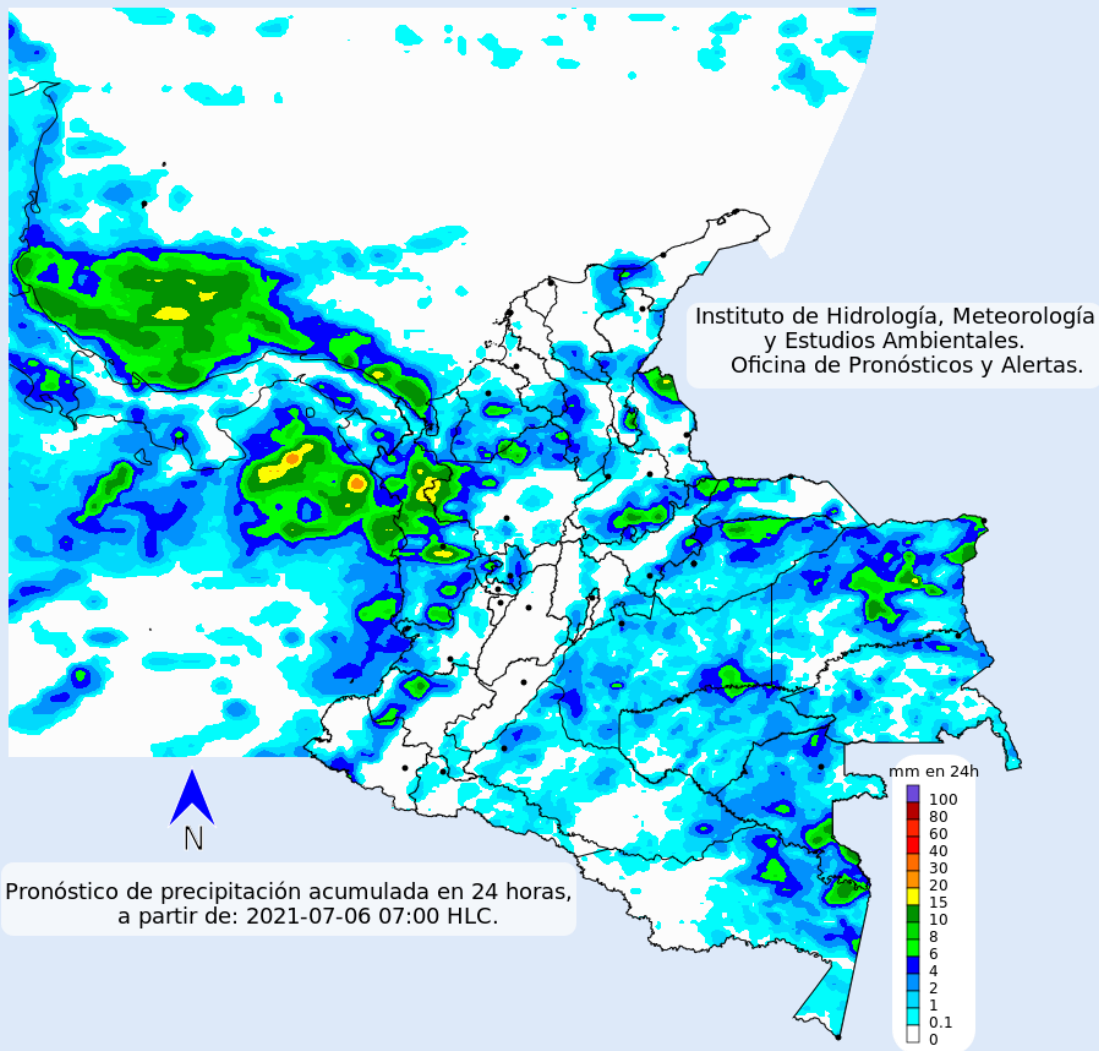 Instituto de Hidrología, Meteorología
y Estudios Ambientales.
Oficina de Pronósticos y Alertas.
mm en 24h
100
80
60
40
30
20
15
10
8
6
4
2
1
0.1
0
N
Pronóstico de precipitación acumulada en 24 horas,
a partir de: 2021-07-06 07:00 HLC.